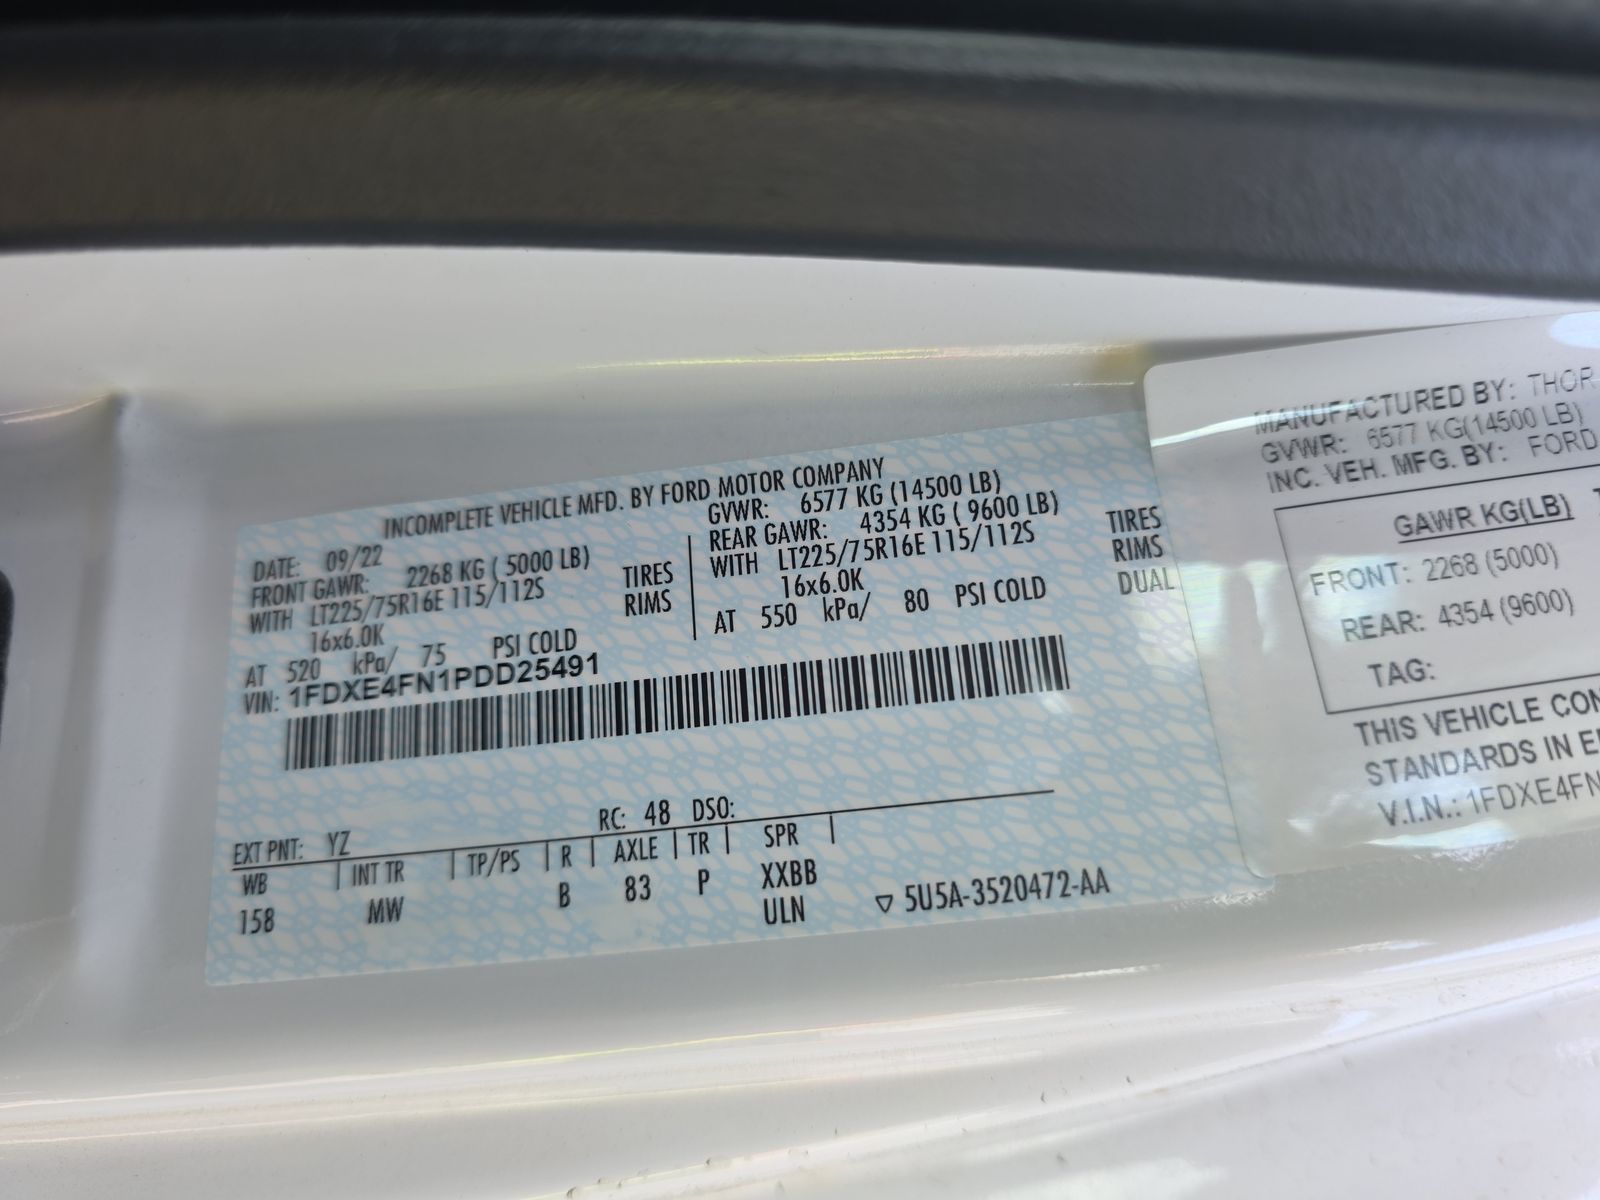 INCOMPLETE VEHICLE MFD. BY FORD MOTOR COMPANY
DATE: 09/22
GVWR: 6577 KG (14500 LB)
FRONT GAWR: 2268 KG ( 5000 LB)
REAR GAWR: 4354 KG ( 9600 LB)
WITH LT225/75R16E 115/112S TIRES
WITH LT225/75R16E 115/112S TIRES
16x6.0K RIMS
16x6.0K RIMS
AT 520 kPa/ 75 PSI COLD
AT 550 kPa/ 80 PSI COLD DUAL
VIN: 1FDXE4FN1PDD25491
EXT PNT: YZ RC: 48 DSO:
WB | INT TR | TP/PS | R | AXLE | TR | SPR |
158 MW B 83 P XXBB
ULN ▽ 5U5A-3520472-AA
MANUFACTURED BY: THOR
GVWR: 6577 KG(14500 LB)
INC. VEH. MFG. BY: FORD
GAWR KG(LB)
FRONT: 2268 (5000)
REAR: 4354 (9600)
TAG:
THIS VEHICLE CON
STANDARDS IN E
V.I.N.: 1FDXE4FN